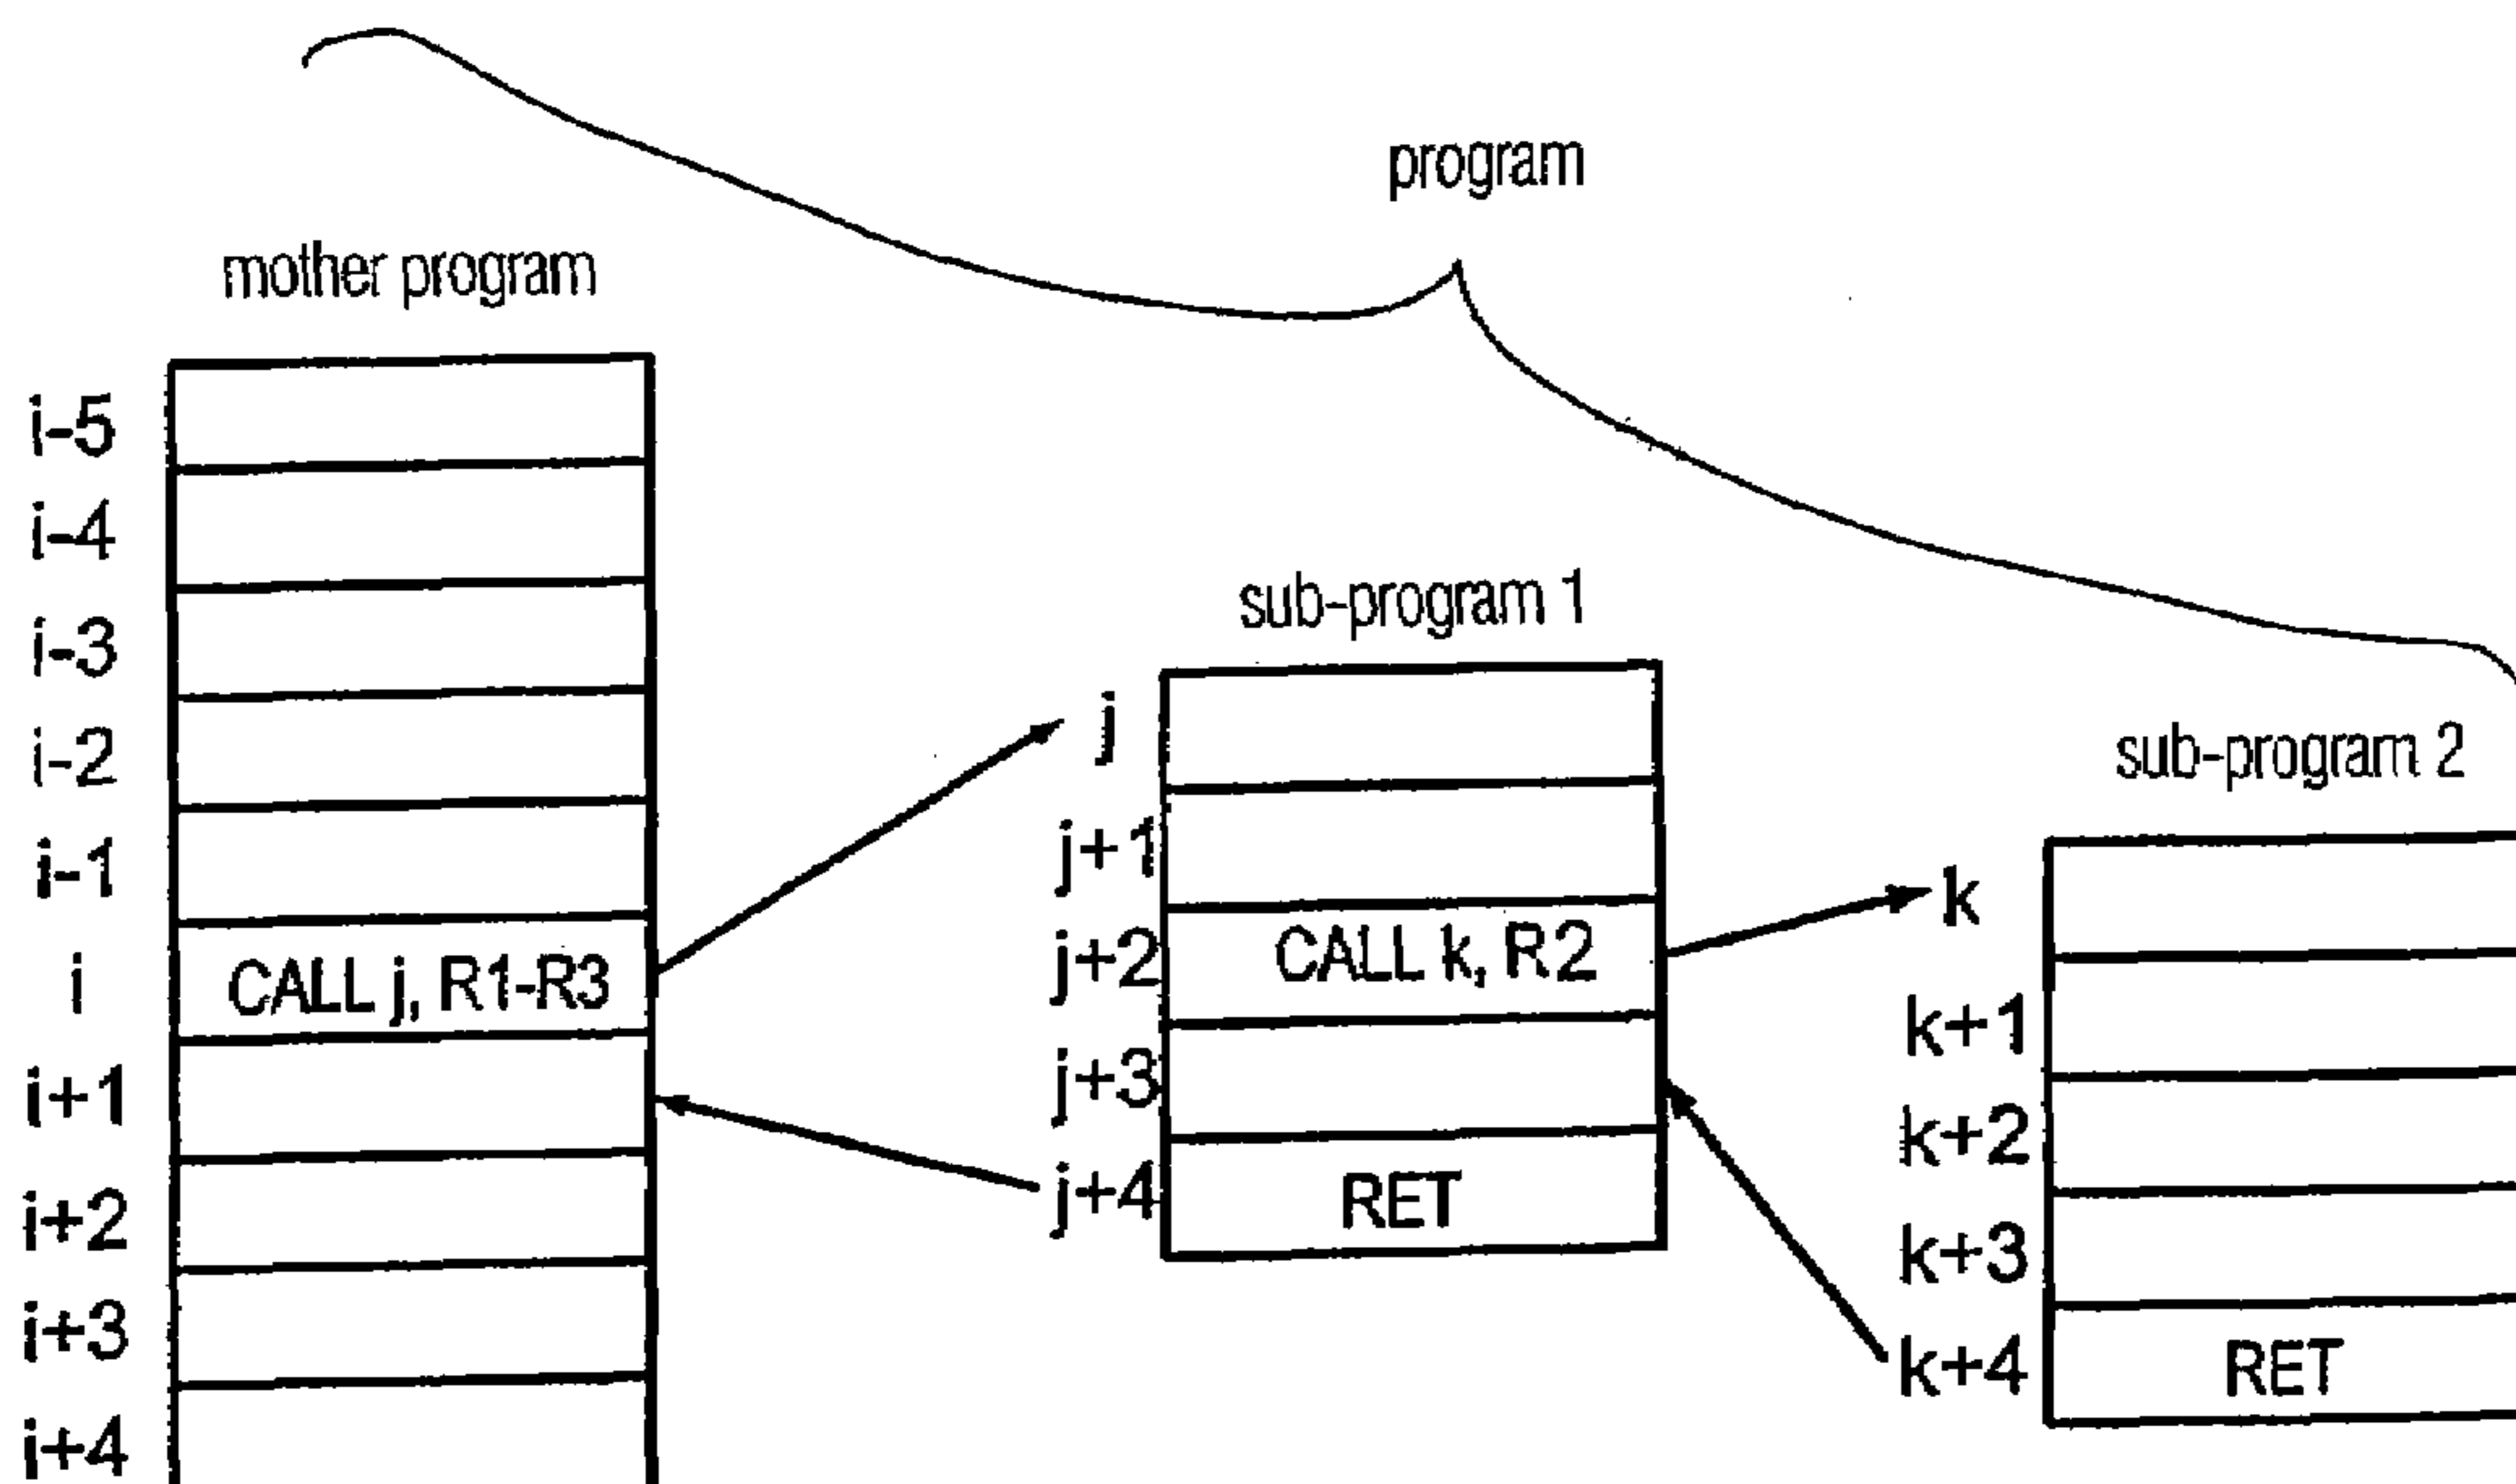 program
mother program
i-5
i-4
i-3
i-2
i-1
i
CALL j, R1-R3
i+1
i+2
i+3
i+4
sub-program 1
j
j+1
j+2
CALL k, R2
j+3
j+4
RET
sub-program 2
k
k+1
k+2
k+3
k+4
RET